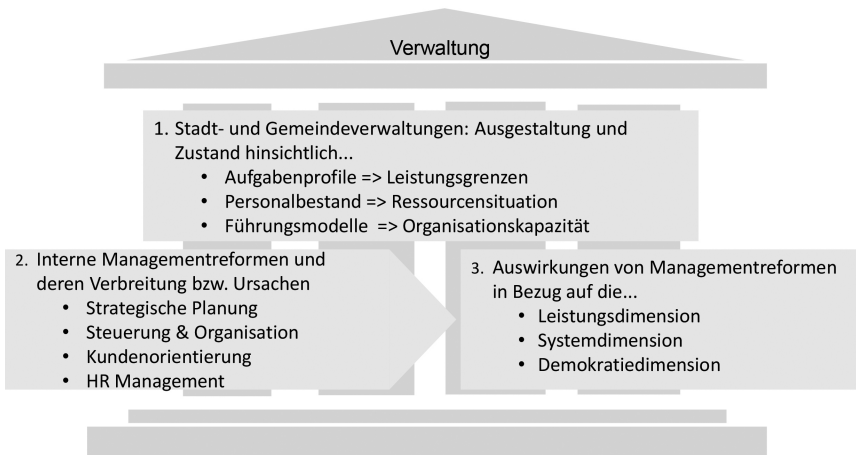 Verwaltung
1. Stadt- und Gemeindeverwaltungen: Ausgestaltung und
Zustand hinsichtlich...
• Aufgabenprofile => Leistungsgrenzen
• Personalbestand => Ressourcensituation
• Führungsmodelle => Organisationskapazität
2. Interne Managementreformen und
deren Verbreitung bzw. Ursachen
• Strategische Planung
• Steuerung & Organisation
• Kundenorientierung
• HR Management
3. Auswirkungen von Managementreformen
in Bezug auf die...
• Leistungsdimension
• Systemdimension
• Demokratiedimension